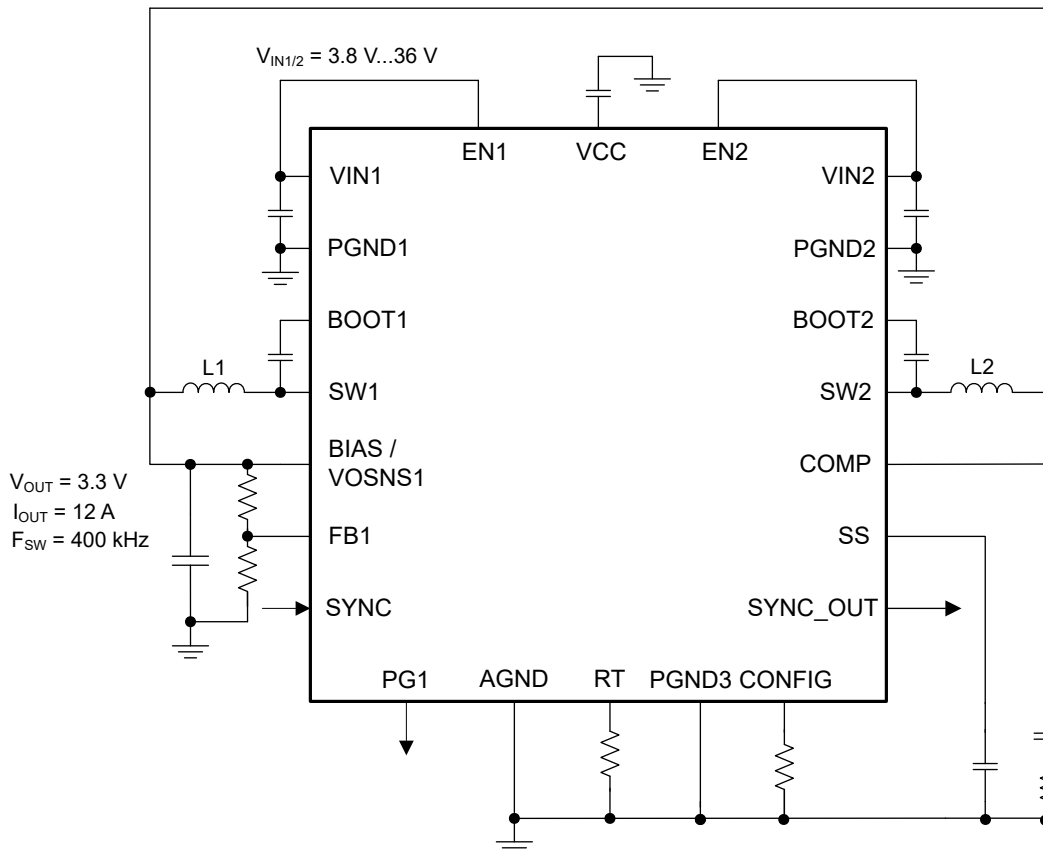 V_IN1/2 = 3.8 V...36 V
EN1
VCC
EN2
VIN1
VIN2
PGND1
PGND2
BOOT1
BOOT2
L1
L2
SW1
SW2
BIAS /
VOSNS1
COMP
V_OUT = 3.3 V
I_OUT = 12 A
F_SW = 400 kHz
FB1
SS
SYNC
SYNC_OUT
PG1
AGND
RT
PGND3
CONFIG